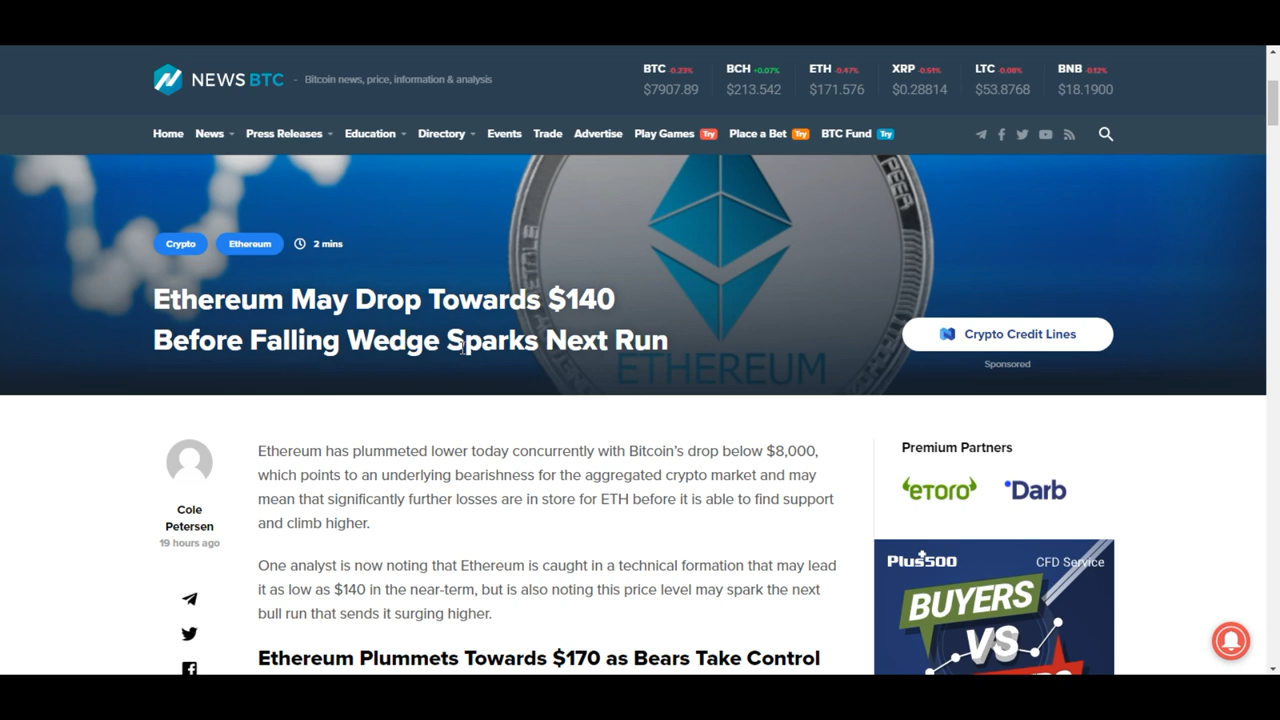 NEWSBTC - Bitcoin news, price, information & analysis
BTC -0.23% BCH +0.07% ETH -0.47% XRP -0.51% LTC -0.08% BNB -0.12%
$7907.89 $213.542 $171.576 $0.28814 $53.8768 $18.1900
Home News Press Releases Education Directory Events Trade Advertise Play Games Try Place a Bet Try BTC Fund Try
Crypto Ethereum 2 mins
Ethereum May Drop Towards $140
Before Falling Wedge Sparks Next Run
ETHEREUM
Crypto Credit Lines
Sponsored
Cole
Petersen
19 hours ago
Ethereum has plummeted lower today concurrently with Bitcoin's drop below $8,000,
which points to an underlying bearishness for the aggregated crypto market and may
mean that significantly further losses are in store for ETH before it is able to find support
and climb higher.
One analyst is now noting that Ethereum is caught in a technical formation that may lead
it as low as $140 in the near-term, but is also noting this price level may spark the next
bull run that sends it surging higher.
Ethereum Plummets Towards $170 as Bears Take Control
Premium Partners
eToro Darb
Plus500 CFD Service
BUYERS
VS